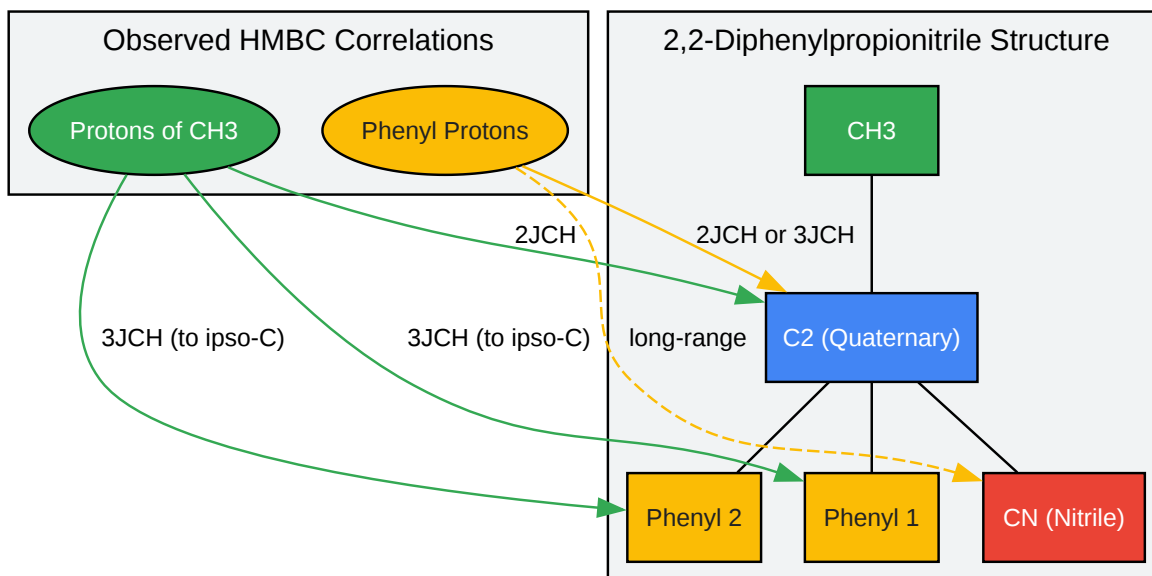 Observed HMBC Correlations
2,2-Diphenylpropionitrile Structure
Protons of CH3
Phenyl Protons
CH3
2JCH
2JCH or 3JCH
3JCH (to ipso-C)
3JCH (to ipso-C)
long-range
C2 (Quaternary)
Phenyl 2
Phenyl 1
CN (Nitrile)